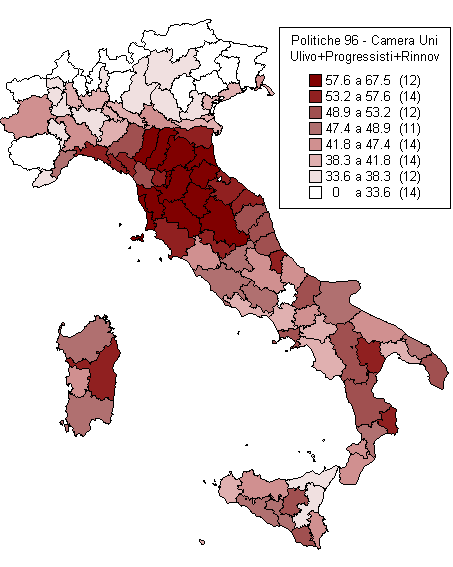 Politiche 96 - Camera Uni
Ulivo+Progressisti+Rinnov
57.6 a 67.5 (12)
53.2 a 57.6 (14)
48.9 a 53.2 (12)
47.4 a 48.9 (11)
41.8 a 47.4 (14)
38.3 a 41.8 (14)
33.6 a 38.3 (12)
0 a 33.6 (14)